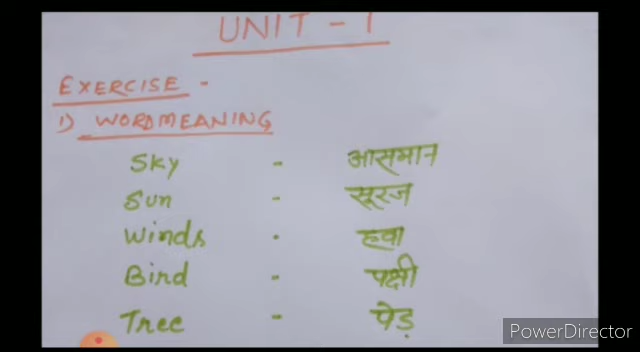 UNIT - 1
EXERCISE -
1) WORDMEANING
Sky - आसमान
Sun - सूरज
Winds - हवा
Bird - पक्षी
Tree - पेड़
PowerDirector